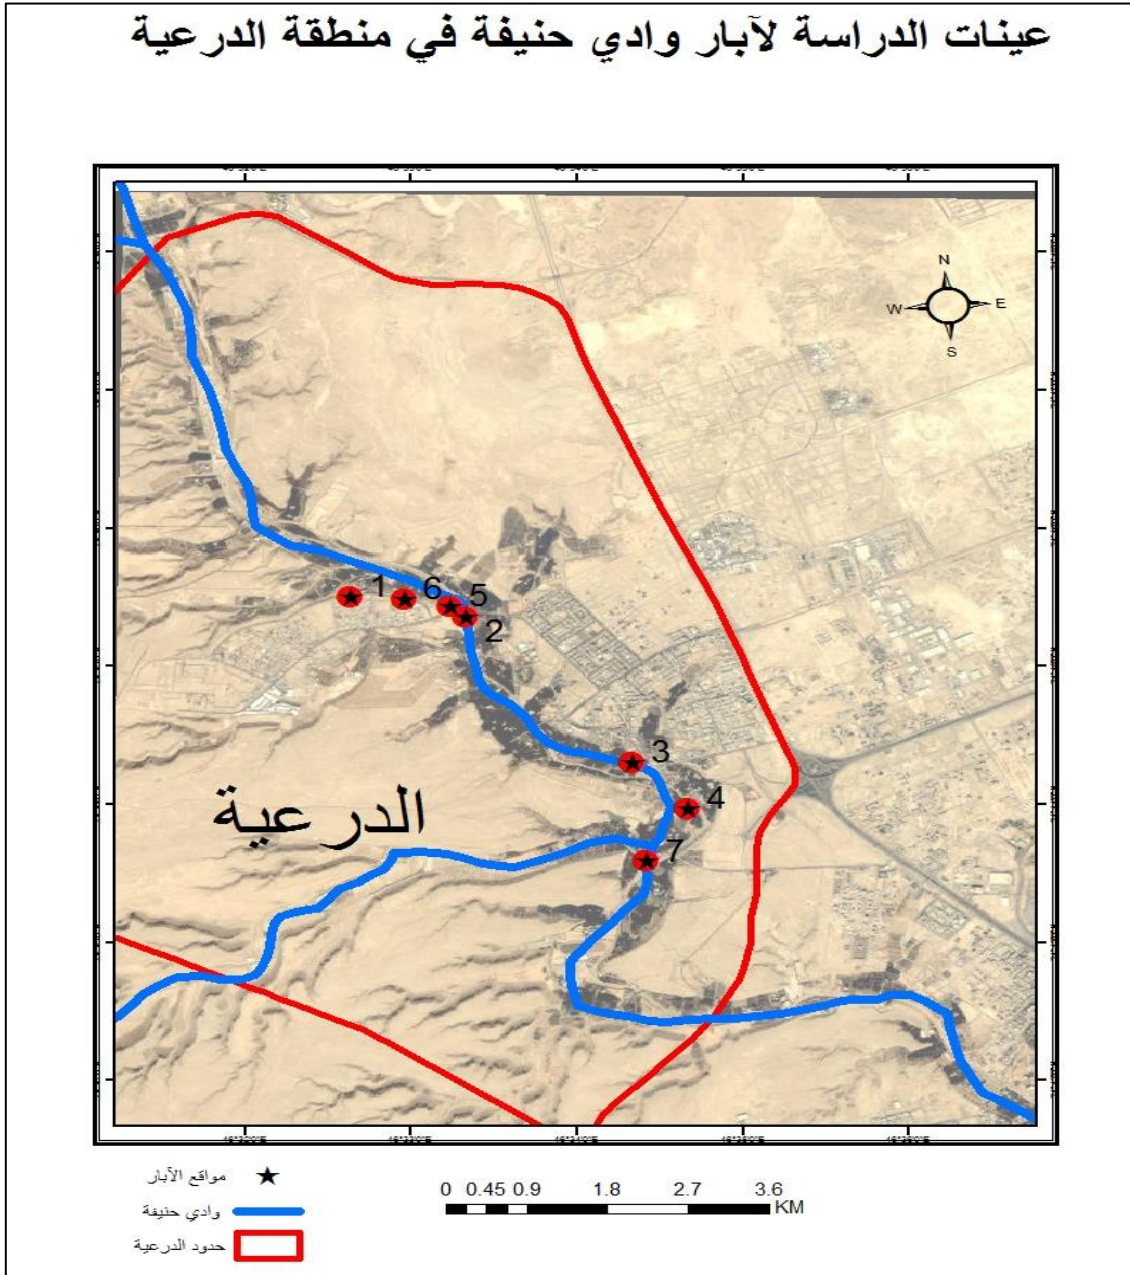 عينات الدراسة لآبار وادي حنيفة في منطقة الدرعية
N
W E
S
1 6 5
2
3
4
الدرعية
7
مواقع الآبار
وادي حنيفة
حدود الدرعية
0 0.45 0.9 1.8 2.7 3.6
KM